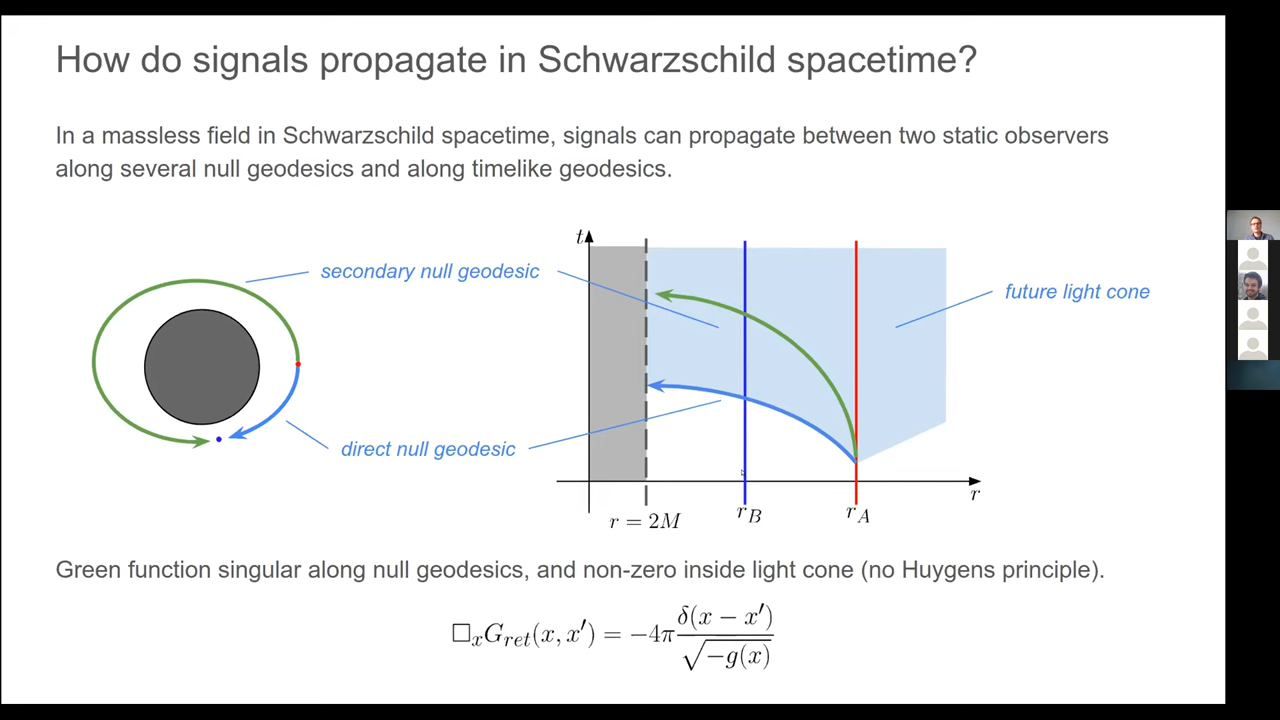 How do signals propagate in Schwarzschild spacetime?
In a massless field in Schwarzschild spacetime, signals can propagate between two static observers
along several null geodesics and along timelike geodesics.
t
secondary null geodesic
future light cone
direct null geodesic
r
r = 2M
r_B
r_A
Green function singular along null geodesics, and non-zero inside light cone (no Huygens principle).
□_x G_ret(x, x′) = −4π δ(x − x′) / √−g(x)